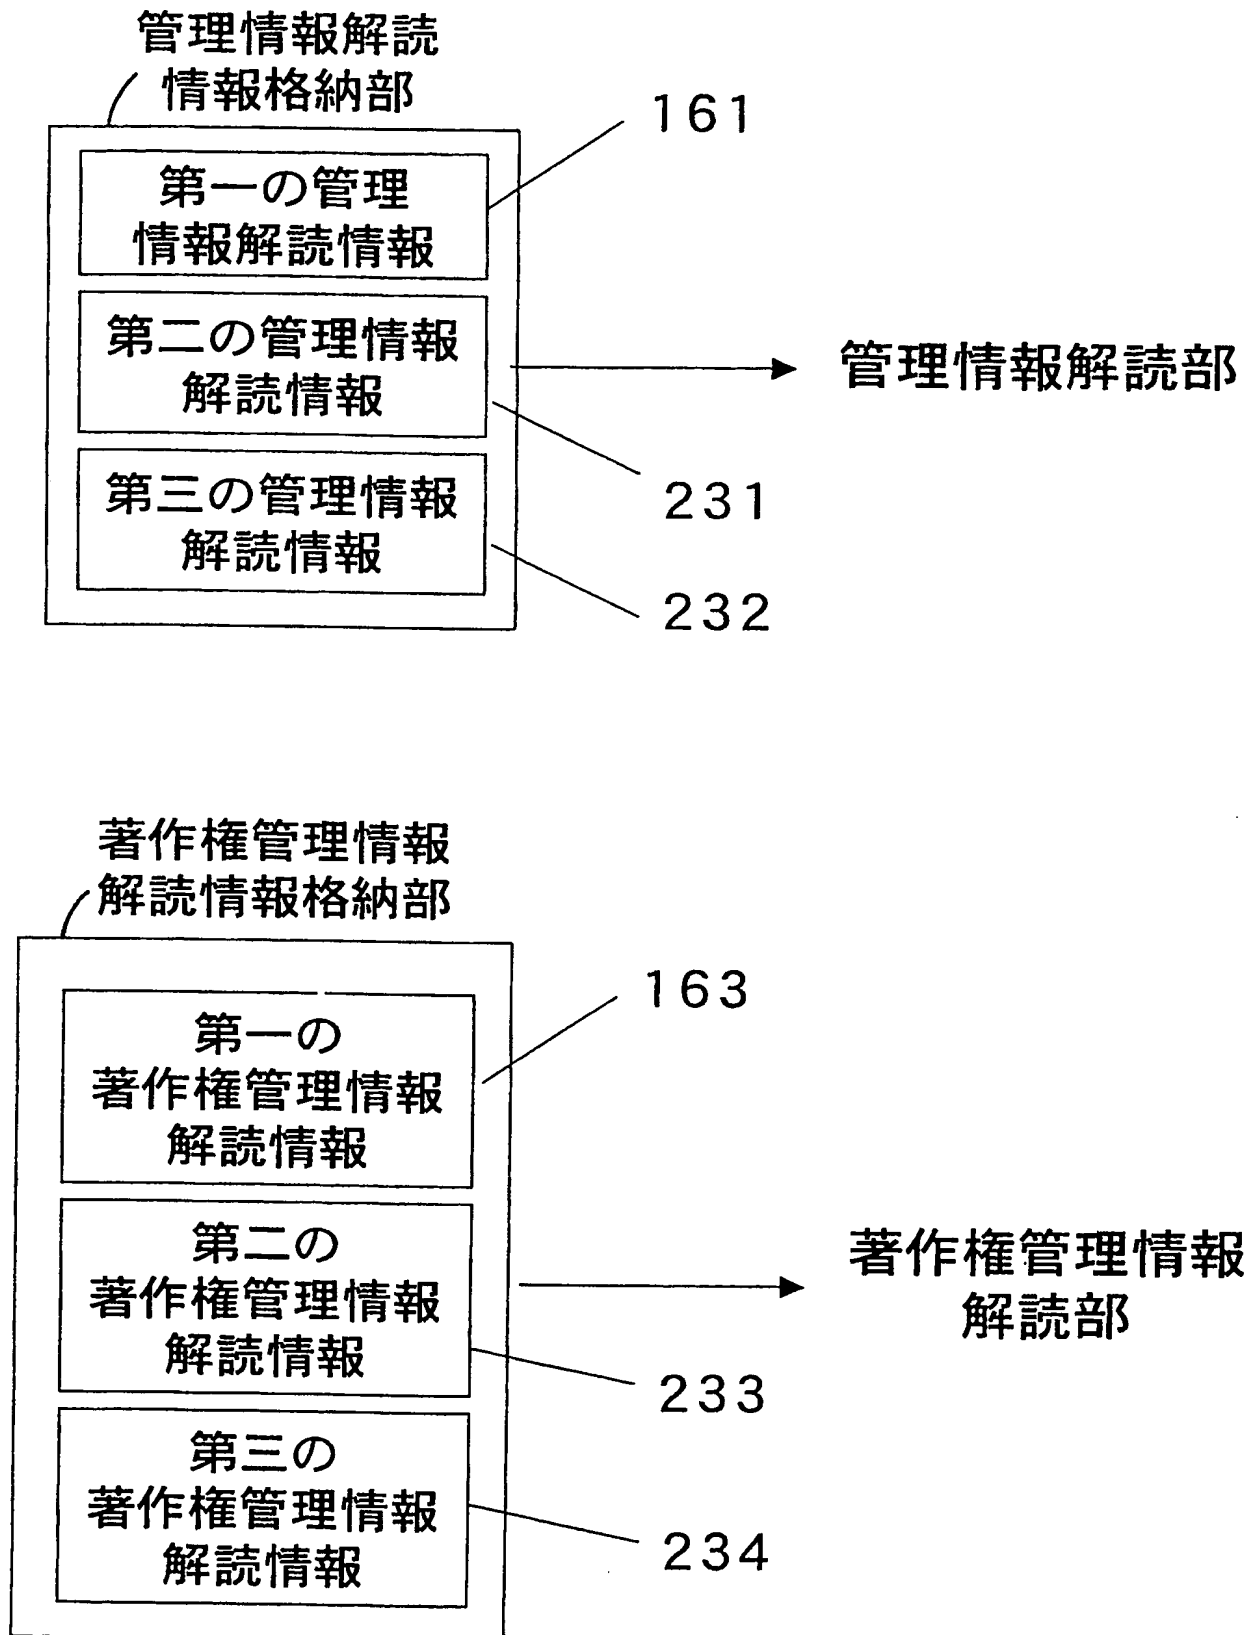 管理情報解読
情報格納部
161
第一の管理
情報解読情報
第二の管理情報
解読情報
管理情報解読部
231
第三の管理情報
解読情報
232
著作権管理情報
解読情報格納部
163
第一の
著作権管理情報
解読情報
第二の
著作権管理情報
解読情報
著作権管理情報
解読部
233
第三の
著作権管理情報
解読情報
234